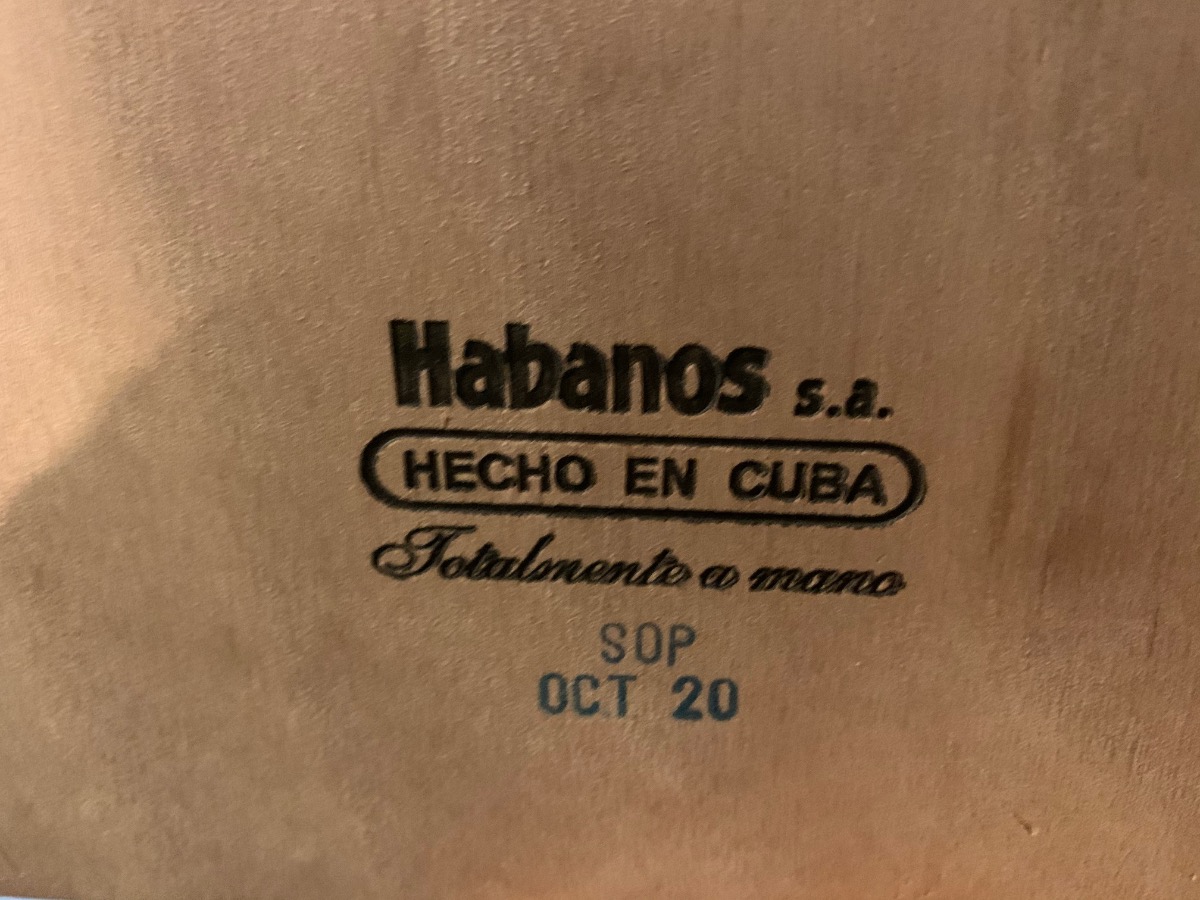 Habanos s.a.
HECHO EN CUBA
Totalmente a mano
SOP
OCT 20